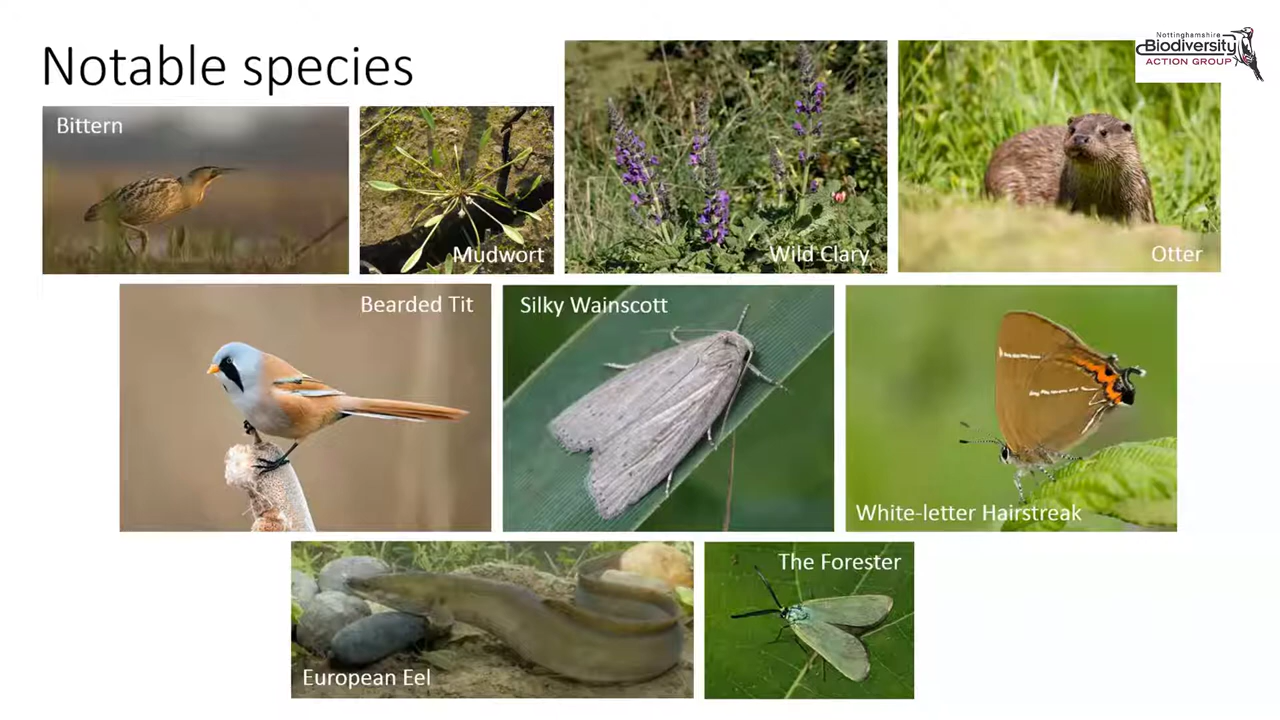 Notable species
Nottinghamshire
Biodiversity
ACTION GROUP
Bittern
Mudwort
Wild Clary
Otter
Bearded Tit
Silky Wainscott
White-letter Hairstreak
European Eel
The Forester